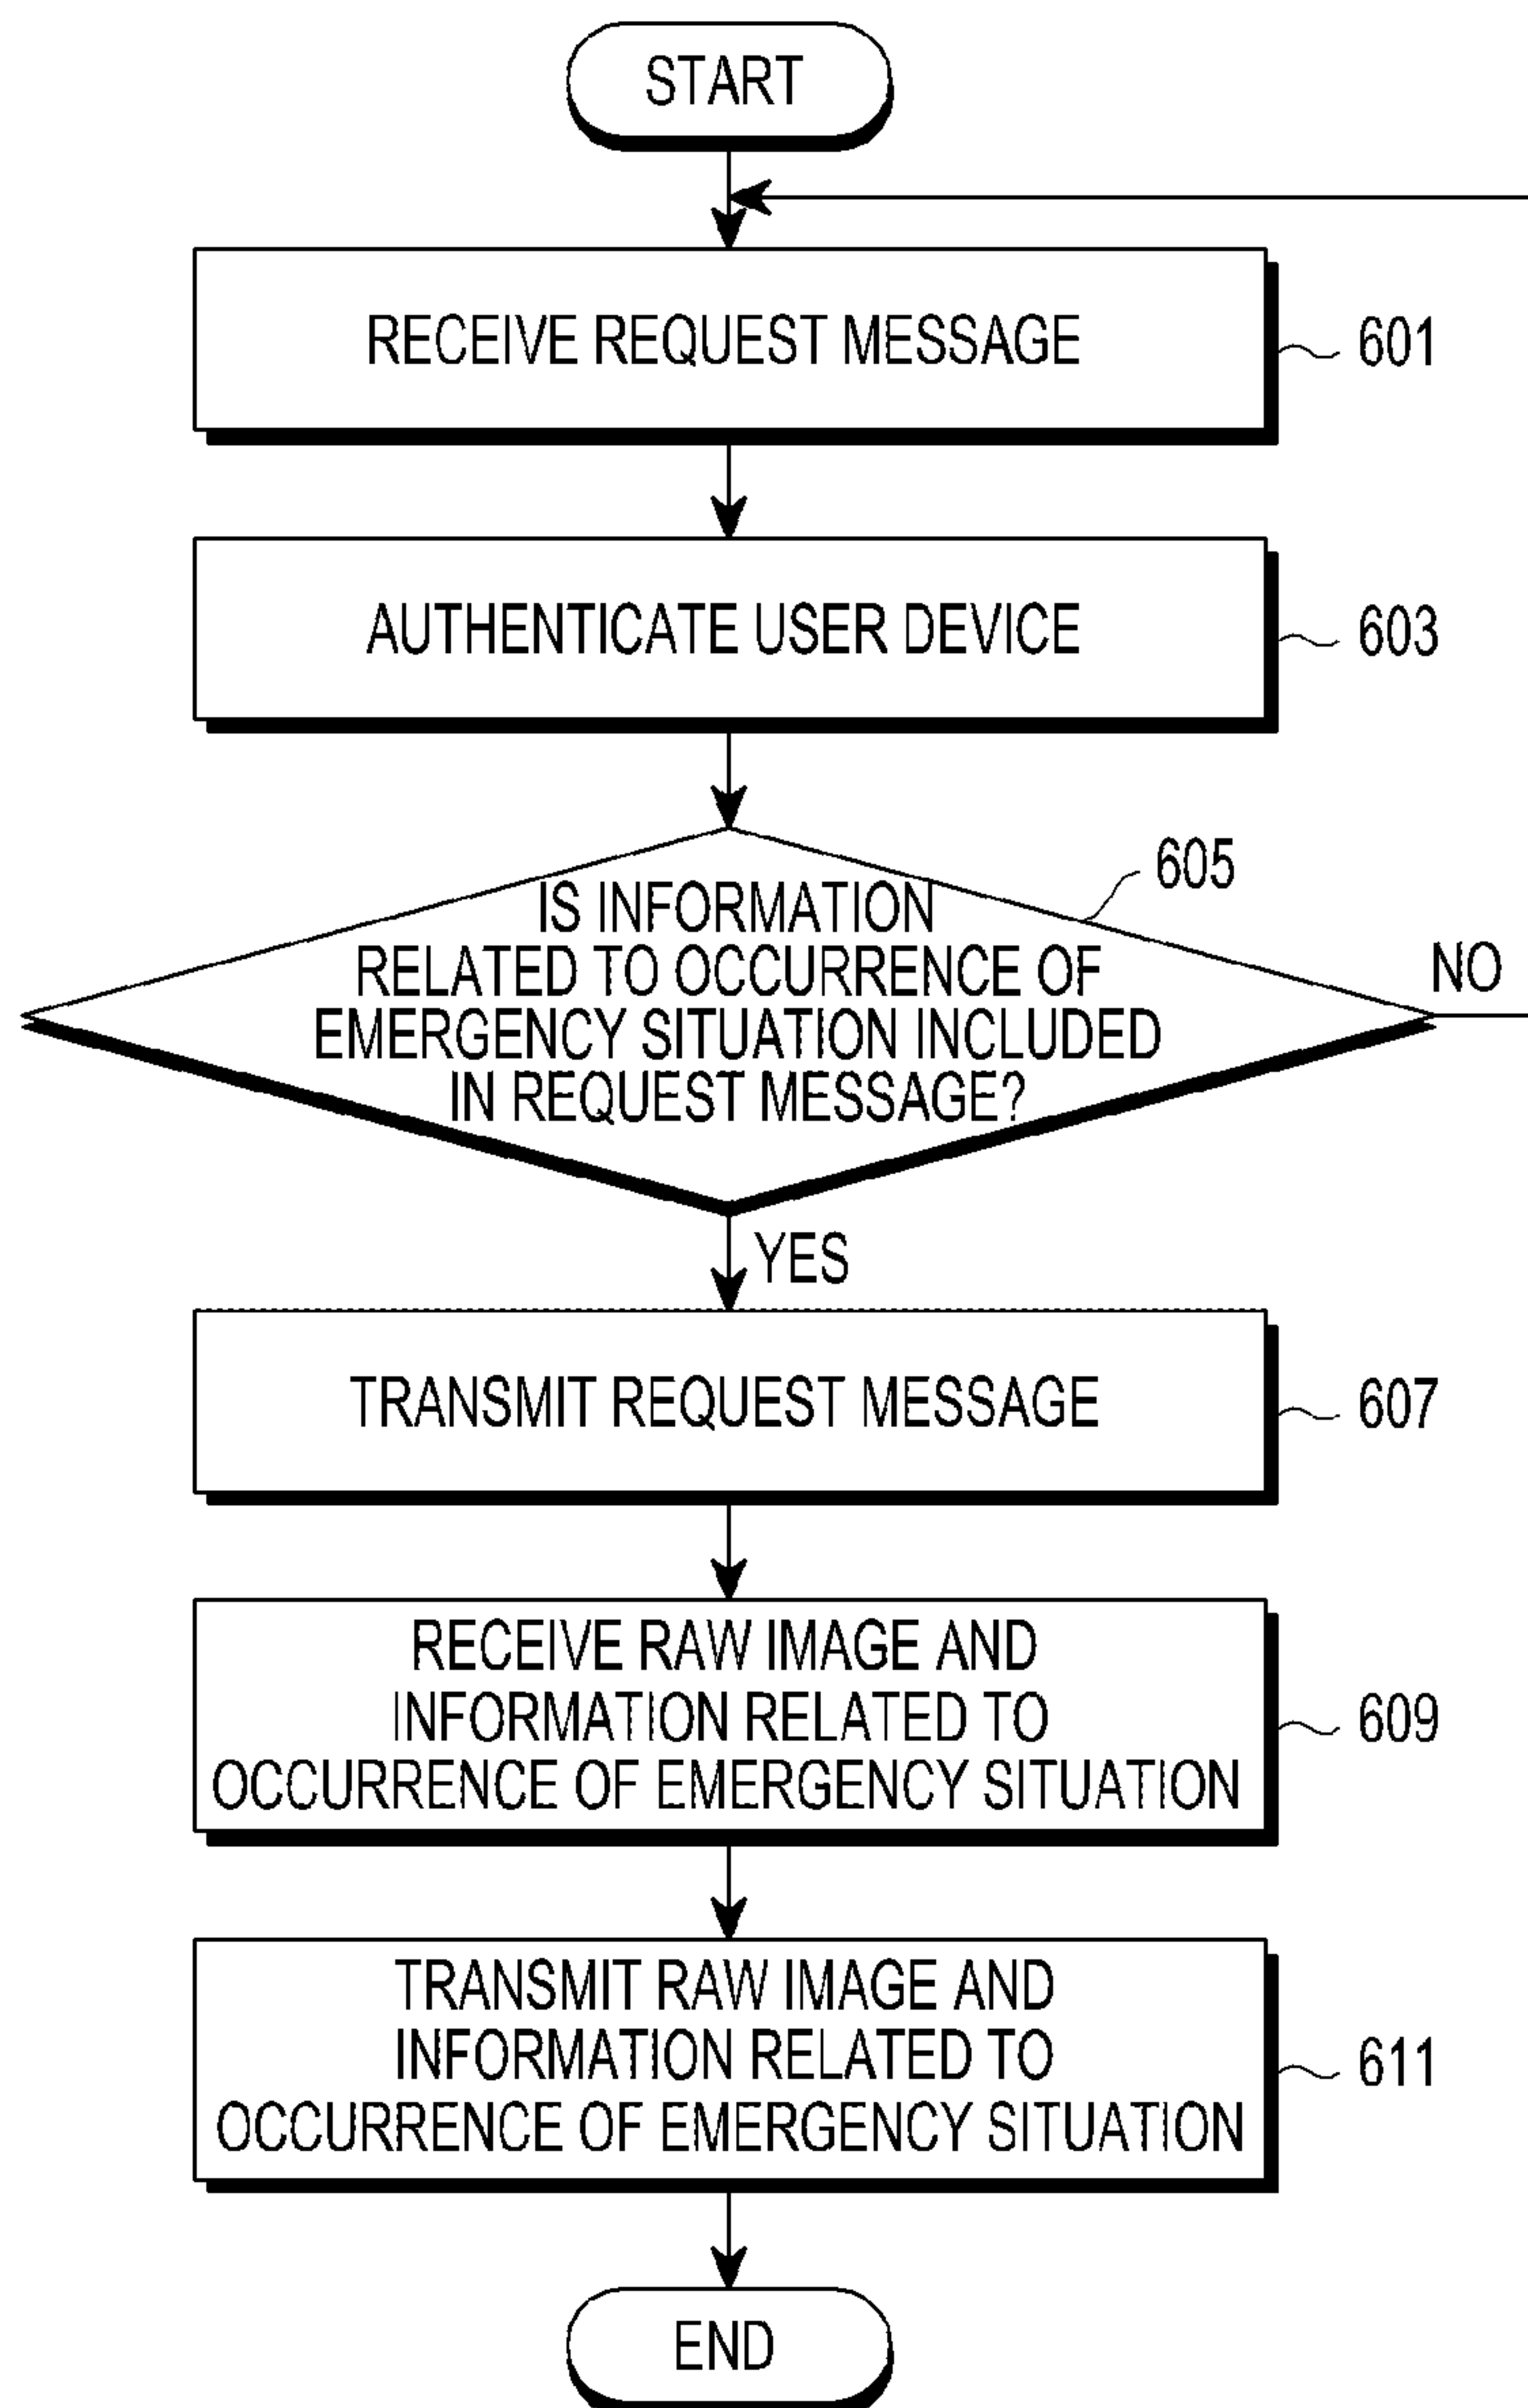 START
RECEIVE REQUEST MESSAGE
601
AUTHENTICATE USER DEVICE
603
605
IS INFORMATION
RELATED TO OCCURRENCE OF
EMERGENCY SITUATION INCLUDED
IN REQUEST MESSAGE?
NO
YES
TRANSMIT REQUEST MESSAGE
607
RECEIVE RAW IMAGE AND
INFORMATION RELATED TO
OCCURRENCE OF EMERGENCY SITUATION
609
TRANSMIT RAW IMAGE AND
INFORMATION RELATED TO
OCCURRENCE OF EMERGENCY SITUATION
611
END